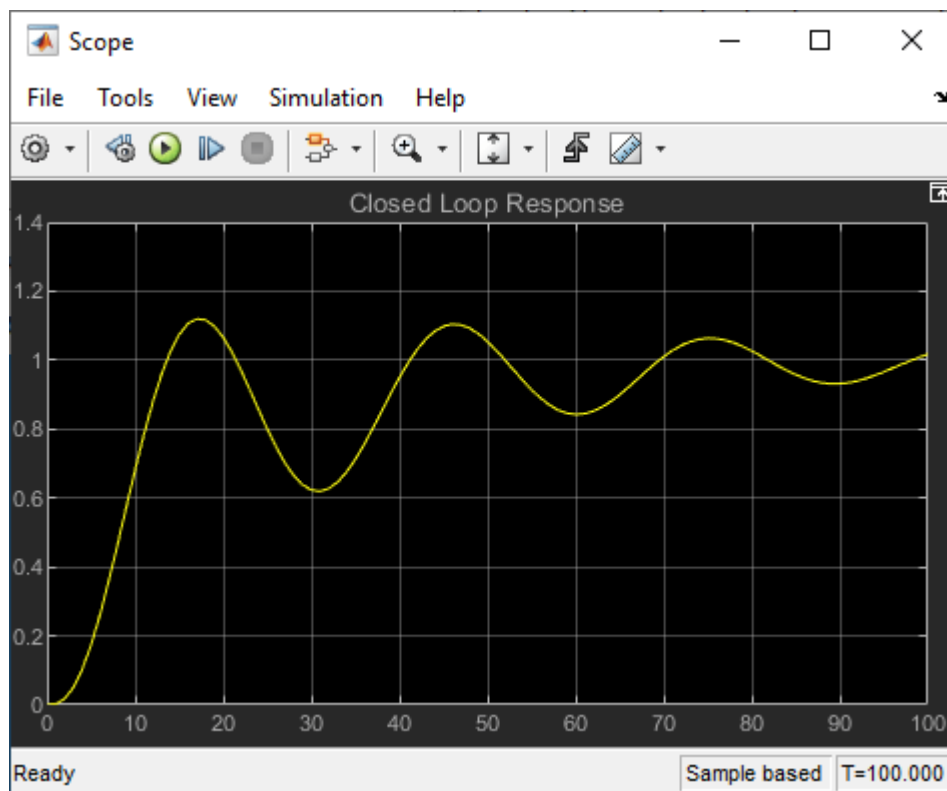 Scope
File Tools View Simulation Help
Closed Loop Response
1.4
1.2
1
0.8
0.6
0.4
0.2
0
0 10 20 30 40 50 60 70 80 90 100
Ready Sample based T=100.000